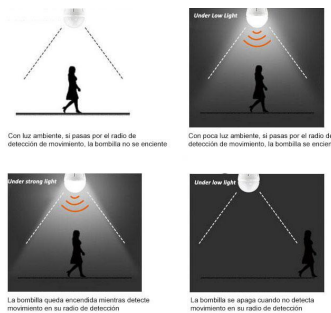 Under Low Light
Con luz ambiente, si pasas por el radio de
detección de movimiento, la bombilla no se enciente
Con poca luz ambiente, si pasas por el radio de
detección de movimiento, la bombilla se encien
Under strong light
Under low light
La bombilla queda encendida mientras detecte
movimiento en su radio de detección
La bombilla se apaga cuando no detecta
movimiento en su radio de detección